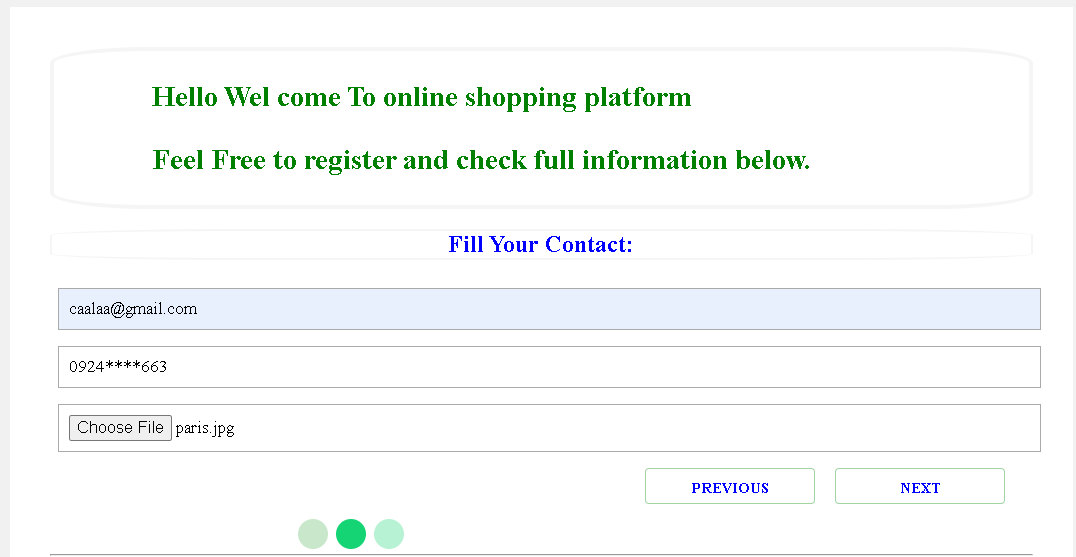 Hello Wel come To online shopping platform
Feel Free to register and check full information below.
Fill Your Contact:
caalaa@gmail.com
0924****663
Choose File paris.jpg
PREVIOUS NEXT